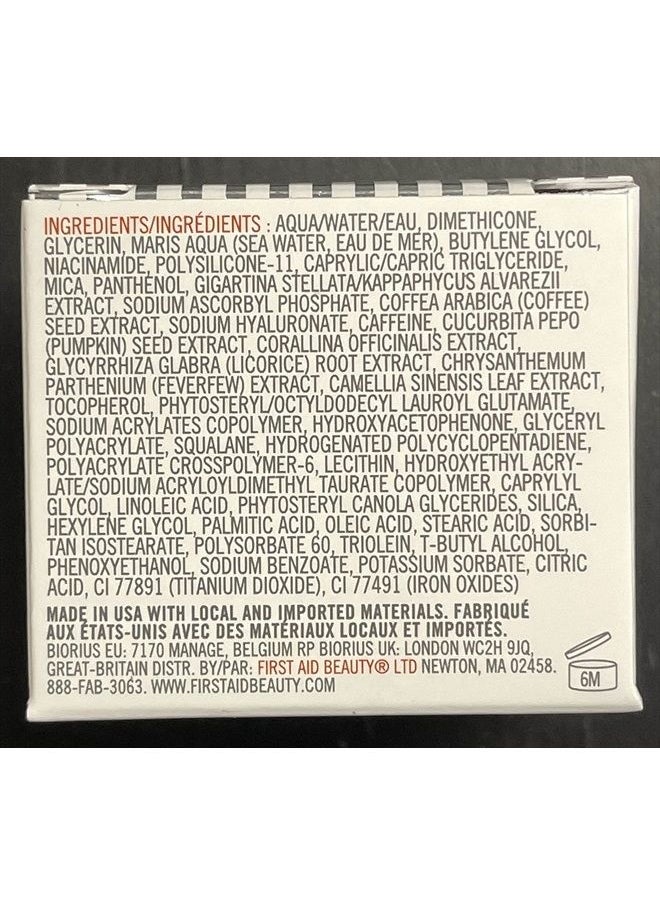 INGREDIENTS/INGRÉDIENTS : AQUA/WATER/EAU, DIMETHICONE,
GLYCERIN, MARIS AQUA (SEA WATER, EAU DE MER), BUTYLENE GLYCOL,
NIACINAMIDE, POLYSILICONE-11, CAPRYLIC/CAPRIC TRIGLYCERIDE,
MICA, PANTHENOL, GIGARTINA STELLATA/KAPPAPHYCUS ALVAREZII
EXTRACT, SODIUM ASCORBYL PHOSPHATE, COFFEA ARABICA (COFFEE)
SEED EXTRACT, SODIUM HYALURONATE, CAFFEINE, CUCURBITA PEPO
(PUMPKIN) SEED EXTRACT, CORALLINA OFFICINALIS EXTRACT,
GLYCYRRHIZA GLABRA (LICORICE) ROOT EXTRACT, CHRYSANTHEMUM
PARTHENIUM (FEVERFEW) EXTRACT, CAMELLIA SINENSIS LEAF EXTRACT,
TOCOPHEROL, PHYTOSTERYL/OCTYLDODECYL LAUROYL GLUTAMATE,
SODIUM ACRYLATES COPOLYMER, HYDROXYACETOPHENONE, GLYCERYL
POLYACRYLATE, SQUALANE, HYDROGENATED POLYCYCLOPENTADIENE,
POLYACRYLATE CROSSPOLYMER-6, LECITHIN, HYDROXYETHYL ACRY-
LATE/SODIUM ACRYLOYLDIMETHYL TAURATE COPOLYMER, CAPRYLYL
GLYCOL, LINOLEIC ACID, PHYTOSTERYL CANOLA GLYCERIDES, SILICA,
HEXYLENE GLYCOL, PALMITIC ACID, OLEIC ACID, STEARIC ACID, SORBI-
TAN ISOSTEARATE, POLYSORBATE 60, TRIOLEIN, T-BUTYL ALCOHOL,
PHENOXYETHANOL, SODIUM BENZOATE, POTASSIUM SORBATE, CITRIC
ACID, CI 77891 (TITANIUM DIOXIDE), CI 77491 (IRON OXIDES)
MADE IN USA WITH LOCAL AND IMPORTED MATERIALS. FABRIQUÉ
AUX ÉTATS-UNIS AVEC DES MATÉRIAUX LOCAUX ET IMPORTÉS.
BIORIUS EU: 7170 MANAGE, BELGIUM RP BIORIUS UK: LONDON WC2H 9JQ,
GREAT-BRITAIN DISTR. BY/PAR: FIRST AID BEAUTY® LTD NEWTON, MA 02458.
888-FAB-3063. WWW.FIRSTAIDBEAUTY.COM
6M